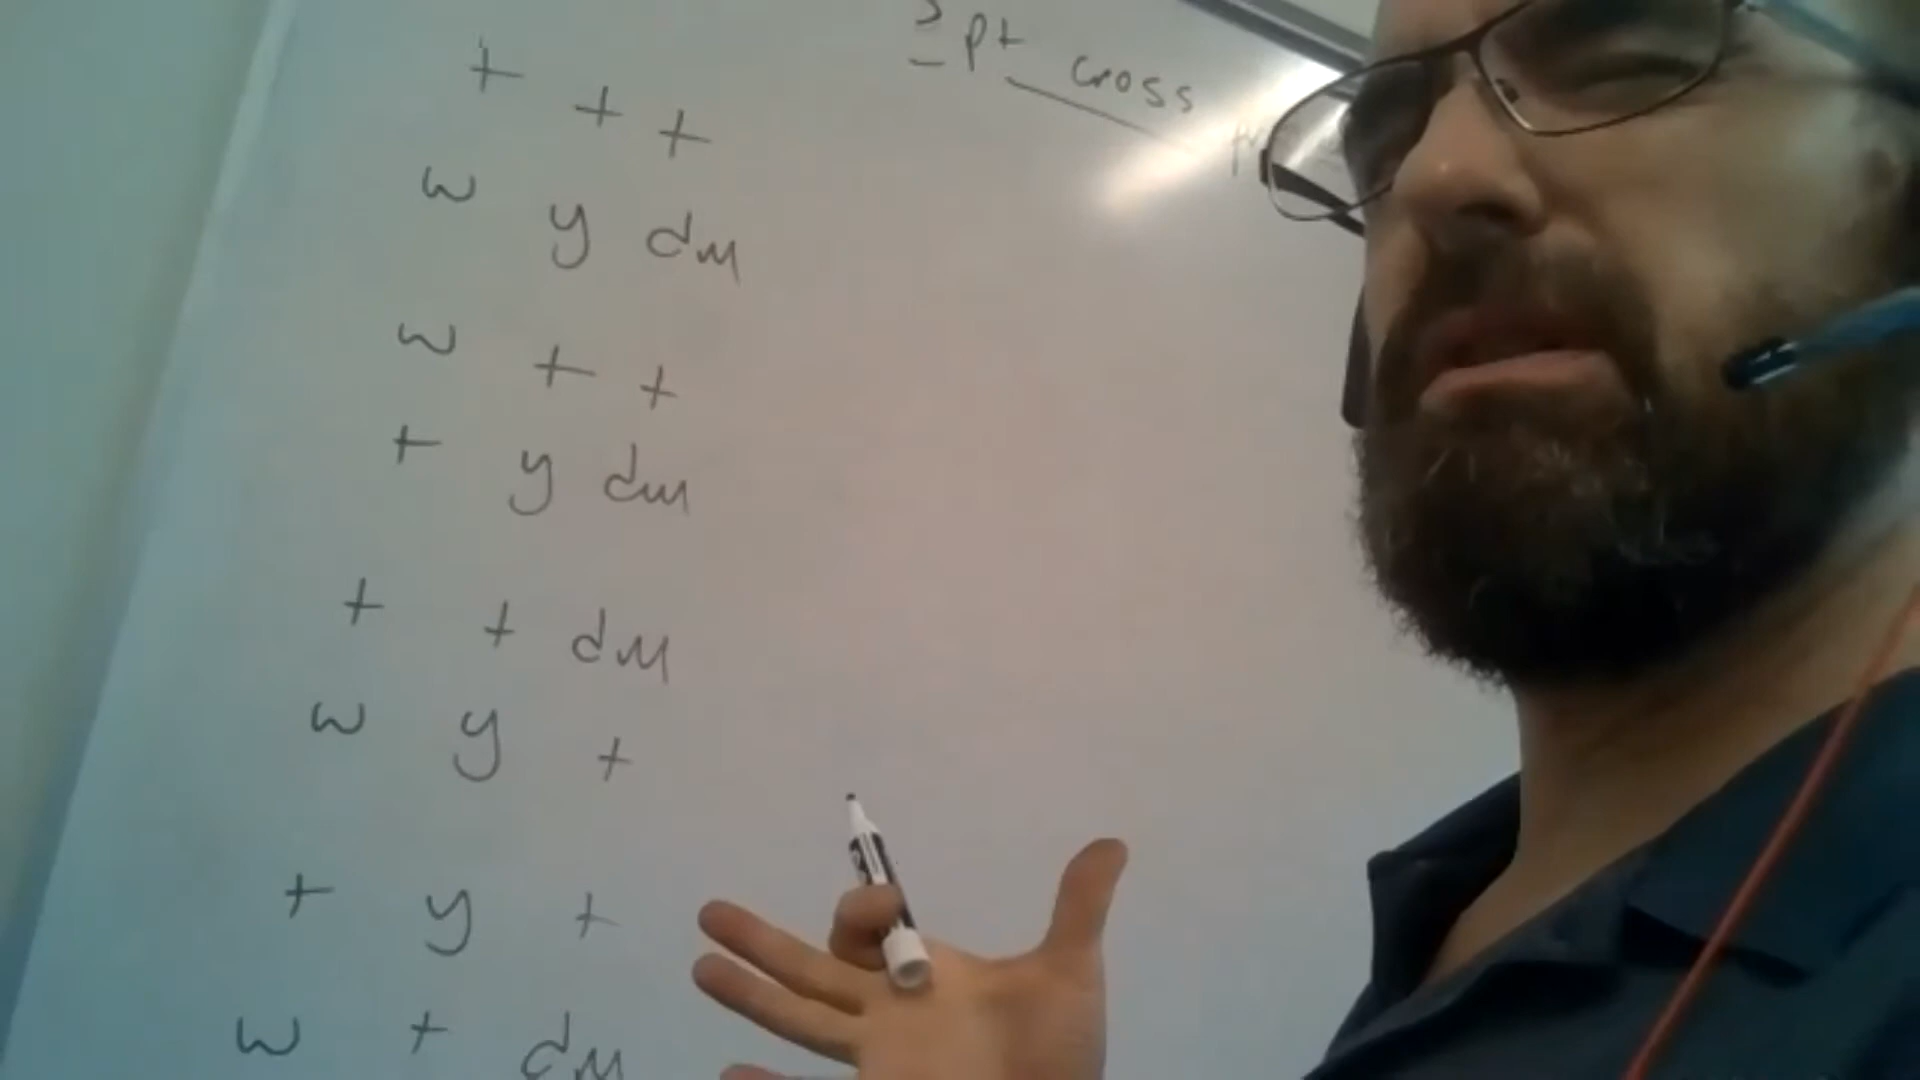 3 pt cross
+ + +
w y dm
w + +
+ y dm
+ + dm
w y +
+ y +
w + dm